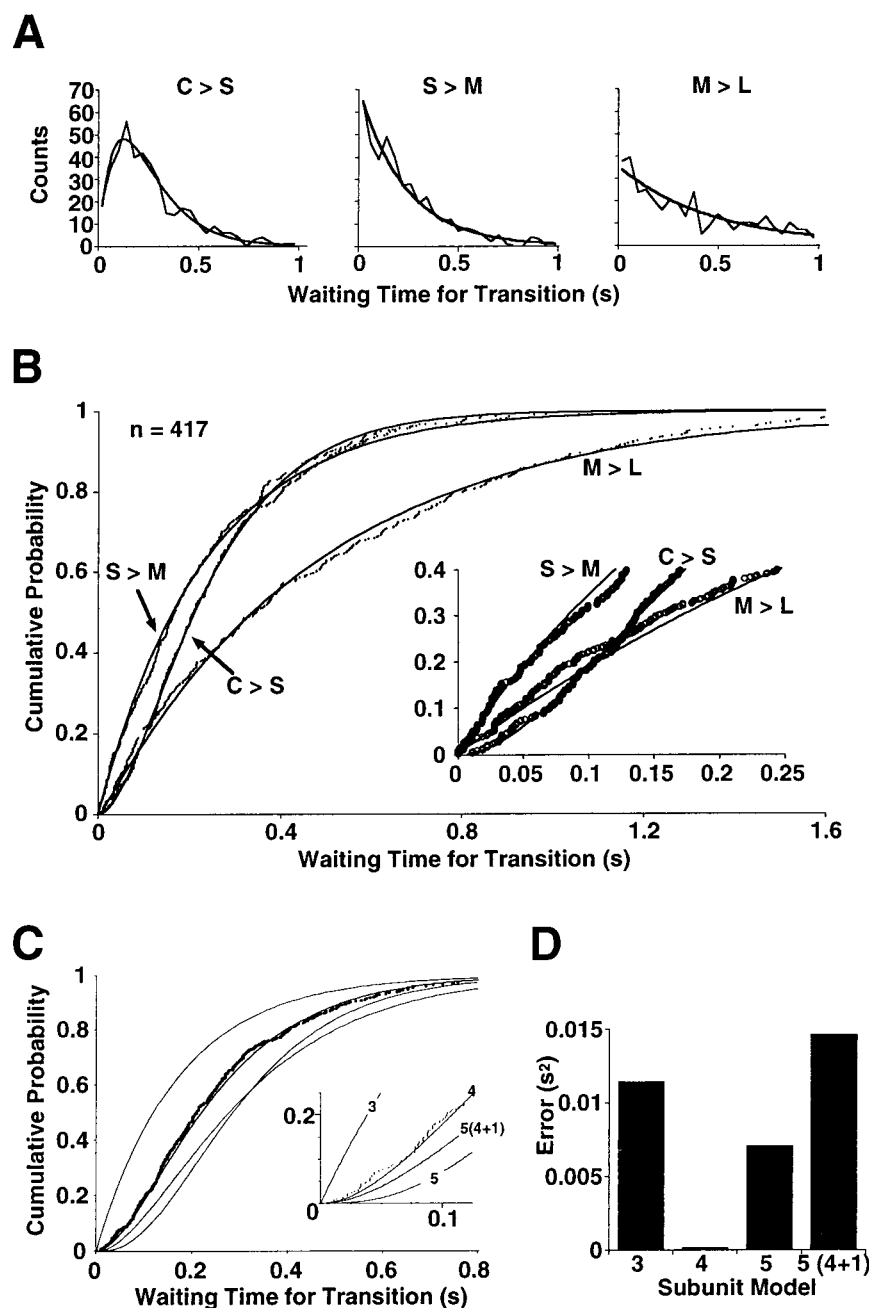 A
C > S
S > M
M > L
70
60
50
40
30
20
10
0
Counts
0 0.5 1
0 0.5 1
0 0.5 1
Waiting Time for Transition (s)
B
n = 417
1
0.8
0.6
0.4
0.2
0
Cumulative Probability
S > M
C > S
M > L
0 0.4 0.8 1.2 1.6
Waiting Time for Transition (s)
0.4
0.3
0.2
0.1
0
S > M
C > S
M > L
0 0.05 0.1 0.15 0.2 0.25
C
1
0.8
0.6
0.4
0.2
0
Cumulative Probability
0 0.2 0.4 0.6 0.8
Waiting Time for Transition (s)
0.2
3
4
5(4+1)
5
0 0.1
D
0.015
0.010
0.005
0
Error (s²)
3 4 5 5 (4+1)
Subunit Model